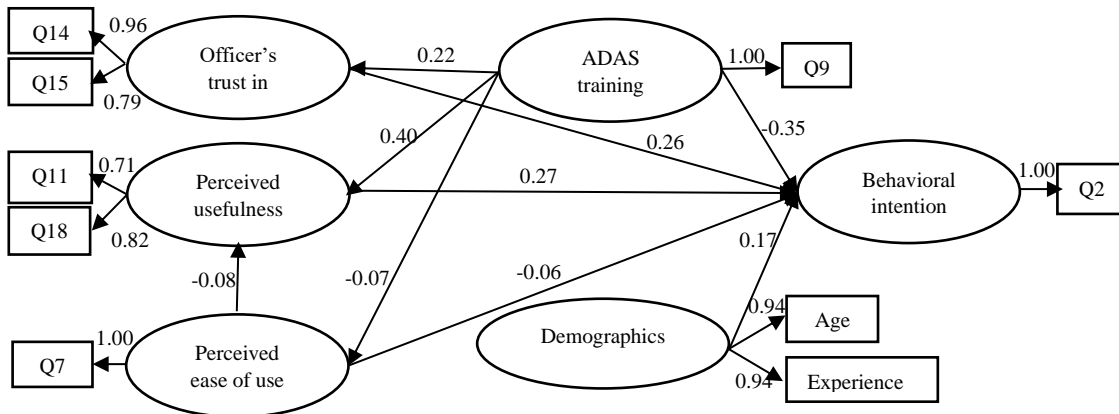 Q14
0.96
Officer's
trust in
0.22
ADAS
training
1.00
Q9
Q15
0.79
0.40
0.26
-0.35
Q11
0.71
Perceived
usefulness
0.27
Behavioral
intention
1.00
Q2
Q18
0.82
0.17
-0.08
-0.07
-0.06
Q7
1.00
Perceived
ease of use
Demographics
0.94
Age
0.94
Experience